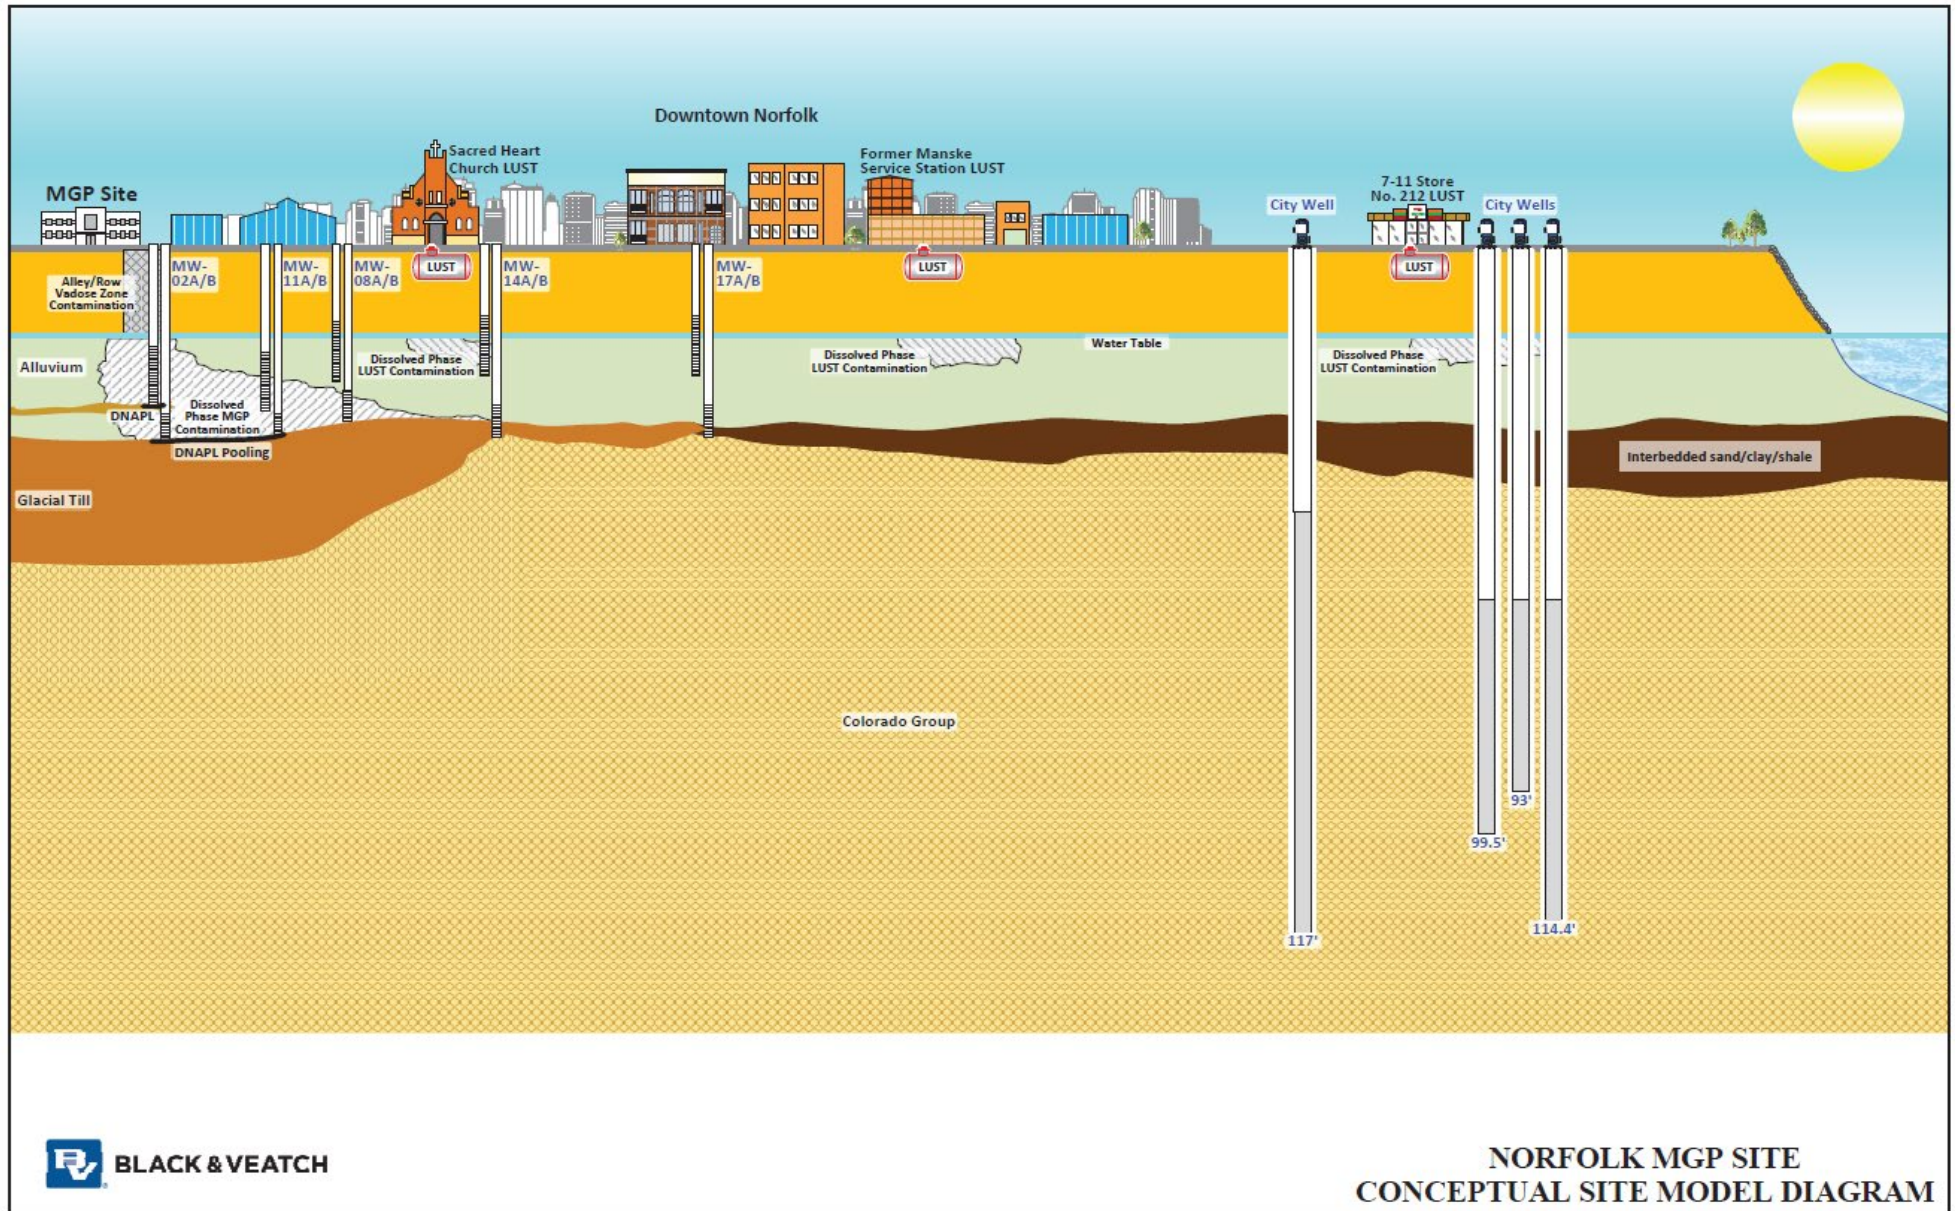 Downtown Norfolk
MGP Site
Sacred Heart
Church LUST
Former Manske
Service Station LUST
7-11 Store
No. 212 LUST
City Well
City Wells
Alley/Row
Vadose Zone
Contamination
MW-
02A/B
MW-
11A/B
MW-
08A/B
LUST
MW-
14A/B
MW-
17A/B
LUST
LUST
Water Table
Alluvium
Dissolved Phase
LUST Contamination
Dissolved Phase
LUST Contamination
Dissolved Phase
LUST Contamination
DNAPL
Dissolved
Phase MGP
Contamination
DNAPL Pooling
Interbedded sand/clay/shale
Glacial Till
Colorado Group
93'
99.5'
114.4'
117'
BV BLACK & VEATCH
NORFOLK MGP SITE
CONCEPTUAL SITE MODEL DIAGRAM